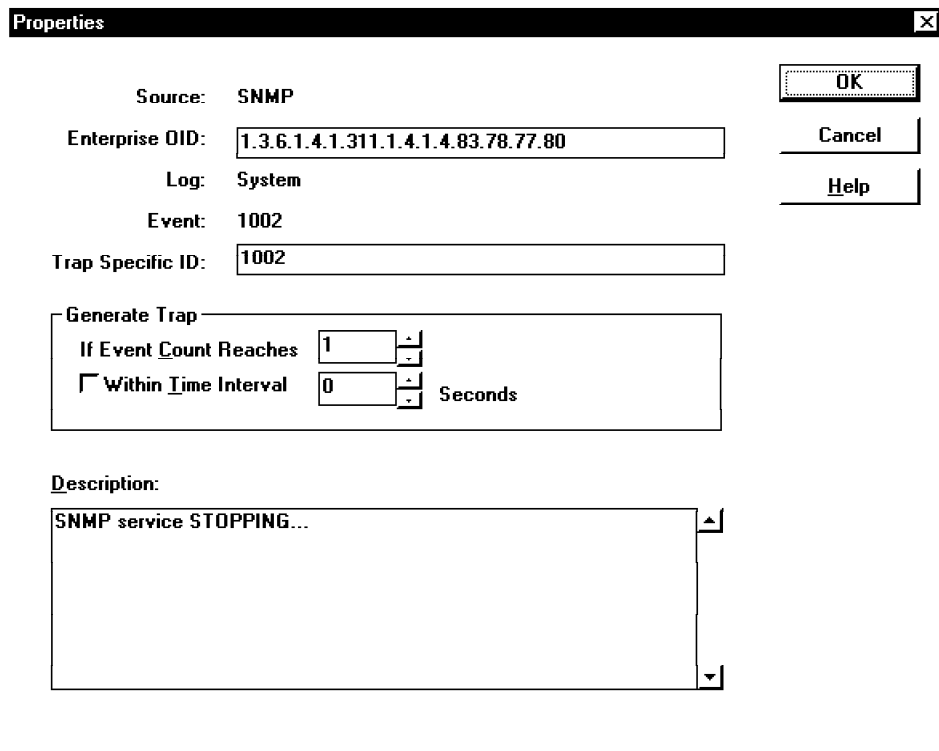 Properties
Source: SNMP
Enterprise OID: 1.3.6.1.4.1.311.1.4.1.4.83.78.77.80
Log: System
Event: 1002
Trap Specific ID: 1002
Generate Trap
If Event Count Reaches 1
Within Time Interval 0 Seconds
Description:
SNMP service STOPPING...
OK
Cancel
Help